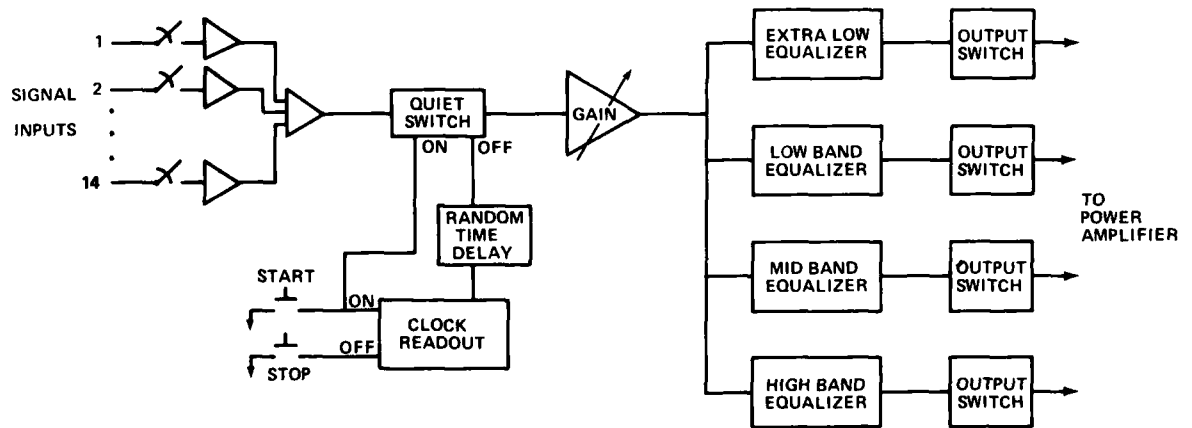 SIGNAL
INPUTS
1
2
14
QUIET
SWITCH
ON
OFF
RANDOM
TIME
DELAY
START
STOP
ON
OFF
CLOCK
READOUT
GAIN
EXTRA LOW
EQUALIZER
OUTPUT
SWITCH
LOW BAND
EQUALIZER
OUTPUT
SWITCH
MID BAND
EQUALIZER
OUTPUT
SWITCH
HIGH BAND
EQUALIZER
OUTPUT
SWITCH
TO
POWER
AMPLIFIER